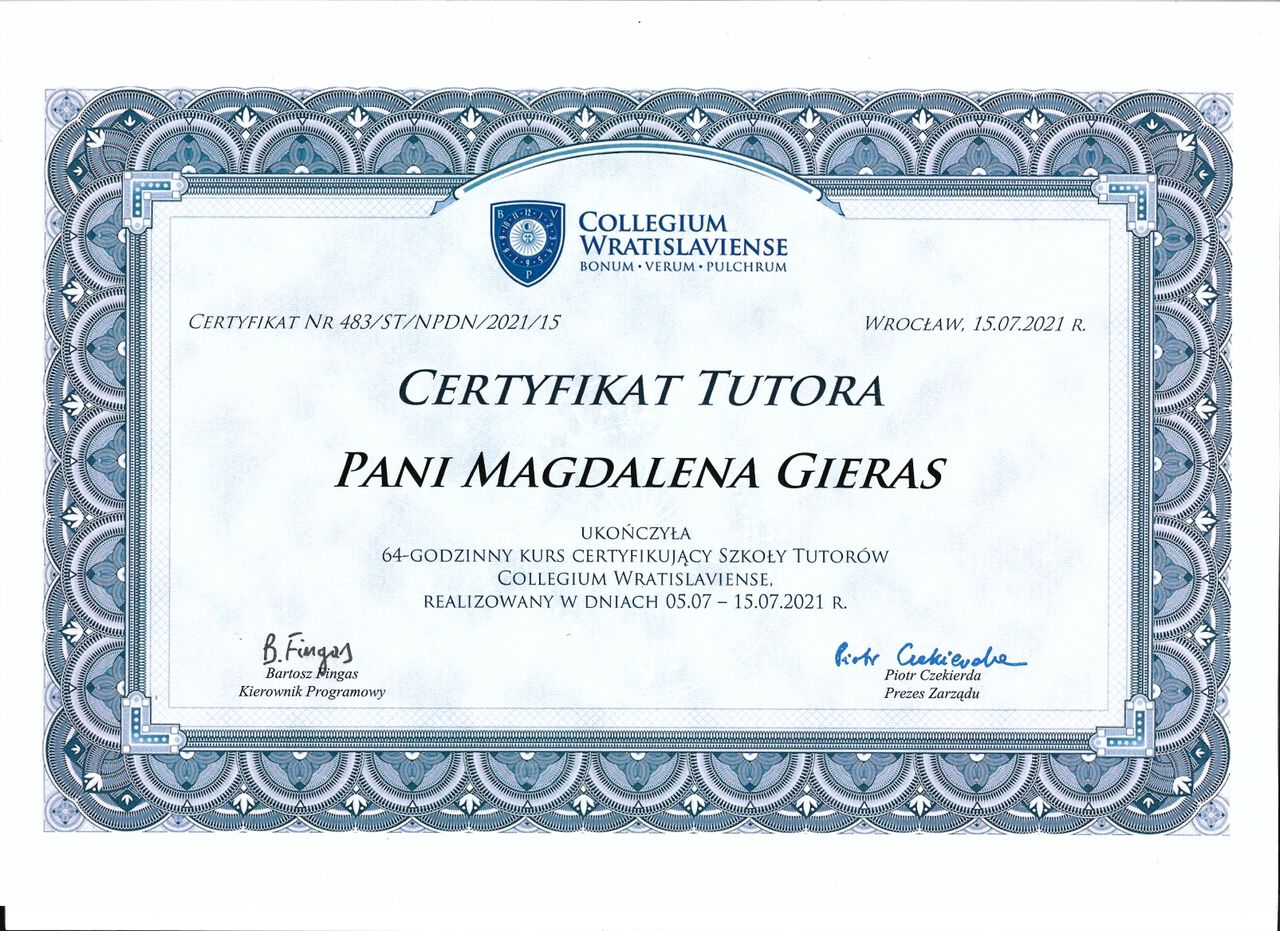 COLLEGIUM
WRATISLAVIENSE
BONUM • VERUM • PULCHRUM
CERTYFIKAT NR 483/ST/NPDN/2021/15
WROCŁAW, 15.07.2021 R.
CERTYFIKAT TUTORA
PANI MAGDALENA GIERAS
UKOŃCZYŁA
64-GODZINNY KURS CERTYFIKUJĄCY SZKOŁY TUTORÓW
COLLEGIUM WRATISLAVIENSE,
REALIZOWANY W DNIACH 05.07 – 15.07.2021 R.
B. Fingas
Bartosz Fingas
Kierownik Programowy
Piotr Czekierda
Piotr Czekierda
Prezes Zarządu